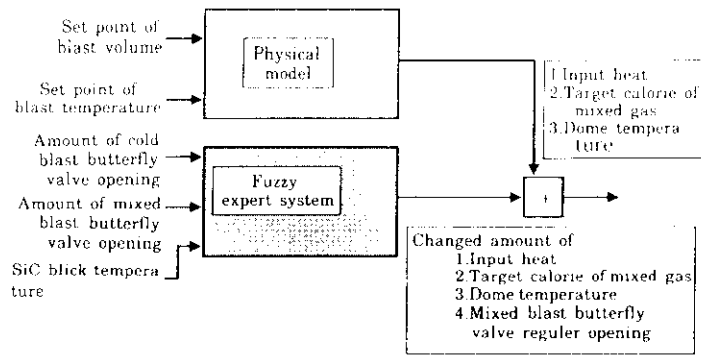 Set point of
blast volume
Physical
model
Set point of
blast temperature
1.Input heat
2.Target calorie of
mixed gas
3.Dome tempera
ture
Amount of cold
blast butterfly
valve opening
Amount of mixed
blast butterfly
valve opening
SiC blick tempera
ture
Fuzzy
expert system
+
Changed amount of
1.Input heat
2.Target calorie of mixed gas
3.Dome temperature
4.Mixed blast butterfly
valve reguler opening